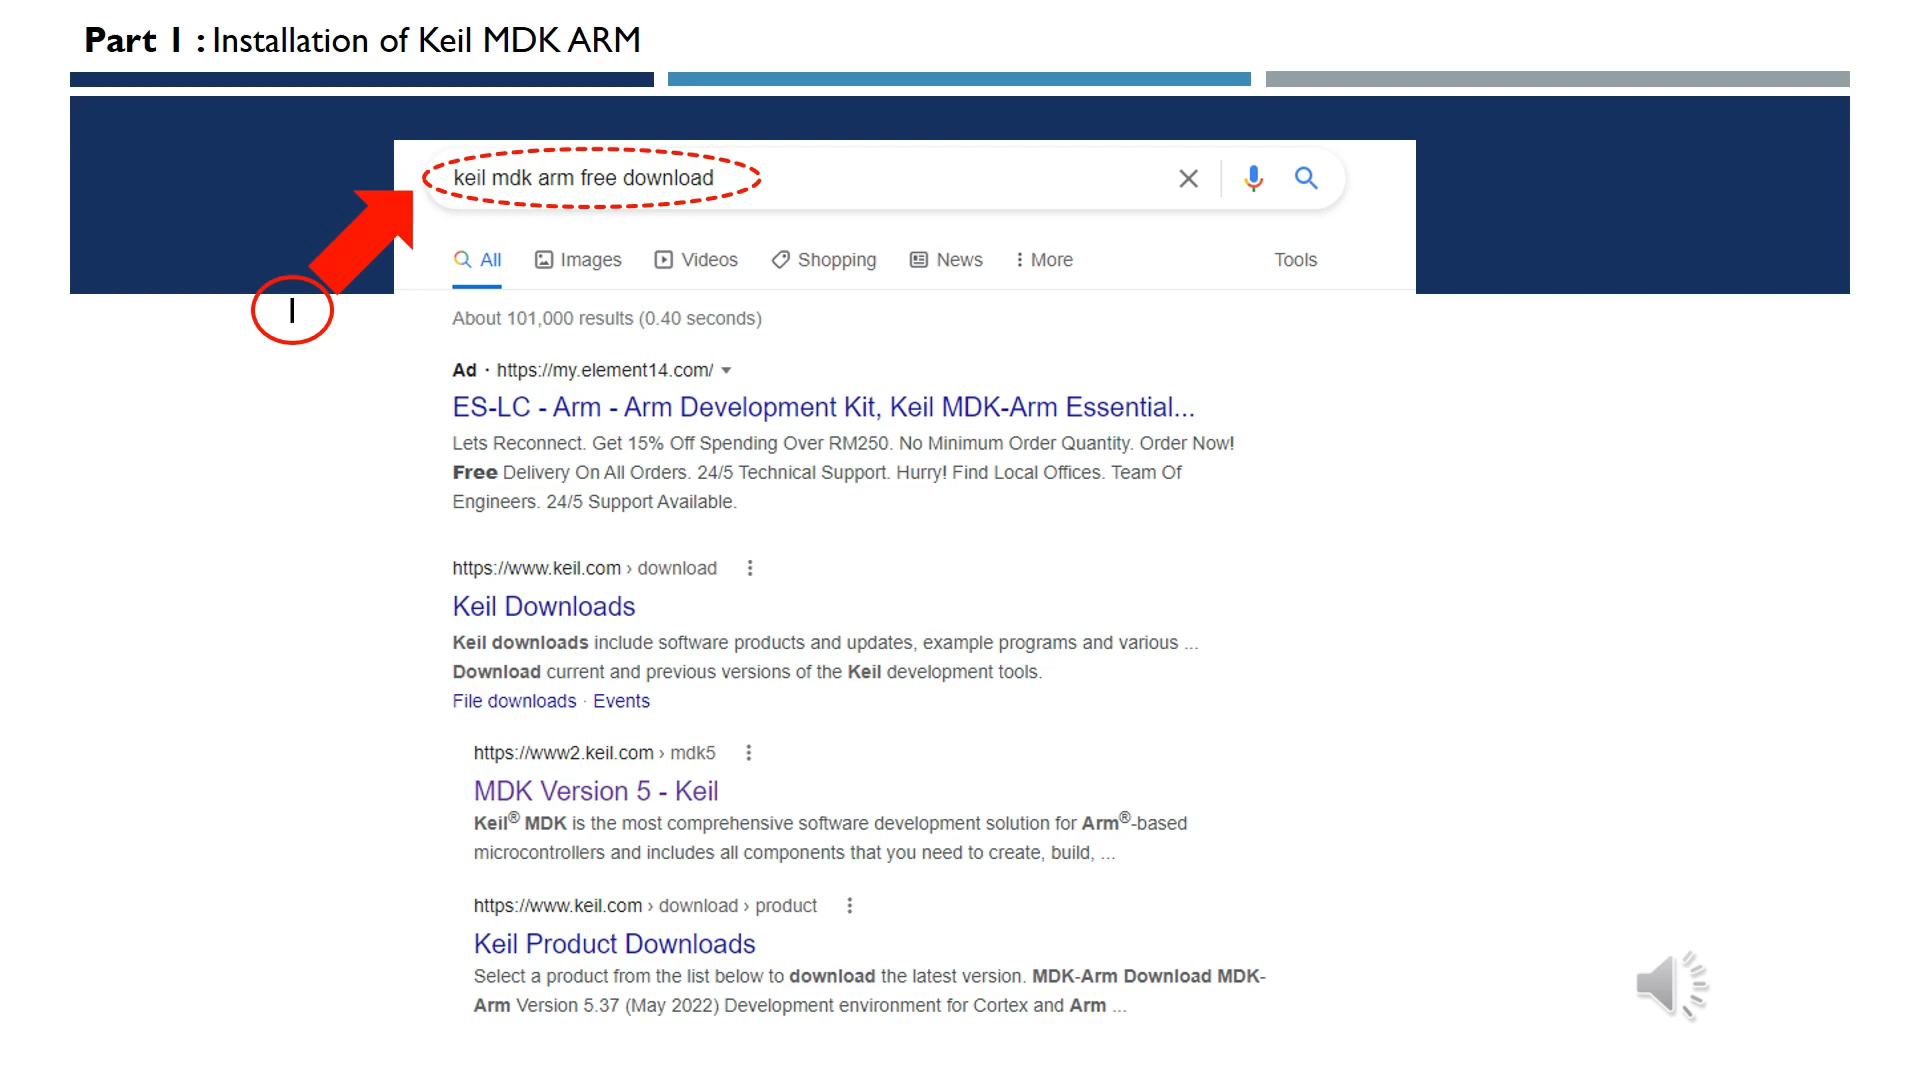 Part 1 : Installation of Keil MDK ARM
keil mdk arm free download
All Images Videos Shopping News More Tools
1
About 101,000 results (0.40 seconds)
Ad · https://my.element14.com/
ES-LC - Arm - Arm Development Kit, Keil MDK-Arm Essential...
Lets Reconnect. Get 15% Off Spending Over RM250. No Minimum Order Quantity. Order Now!
Free Delivery On All Orders. 24/5 Technical Support. Hurry! Find Local Offices. Team Of
Engineers. 24/5 Support Available.
https://www.keil.com › download
Keil Downloads
Keil downloads include software products and updates, example programs and various ...
Download current and previous versions of the Keil development tools.
File downloads · Events
https://www2.keil.com › mdk5
MDK Version 5 - Keil
Keil® MDK is the most comprehensive software development solution for Arm®-based
microcontrollers and includes all components that you need to create, build, ...
https://www.keil.com › download › product
Keil Product Downloads
Select a product from the list below to download the latest version. MDK-Arm Download MDK-
Arm Version 5.37 (May 2022) Development environment for Cortex and Arm ...